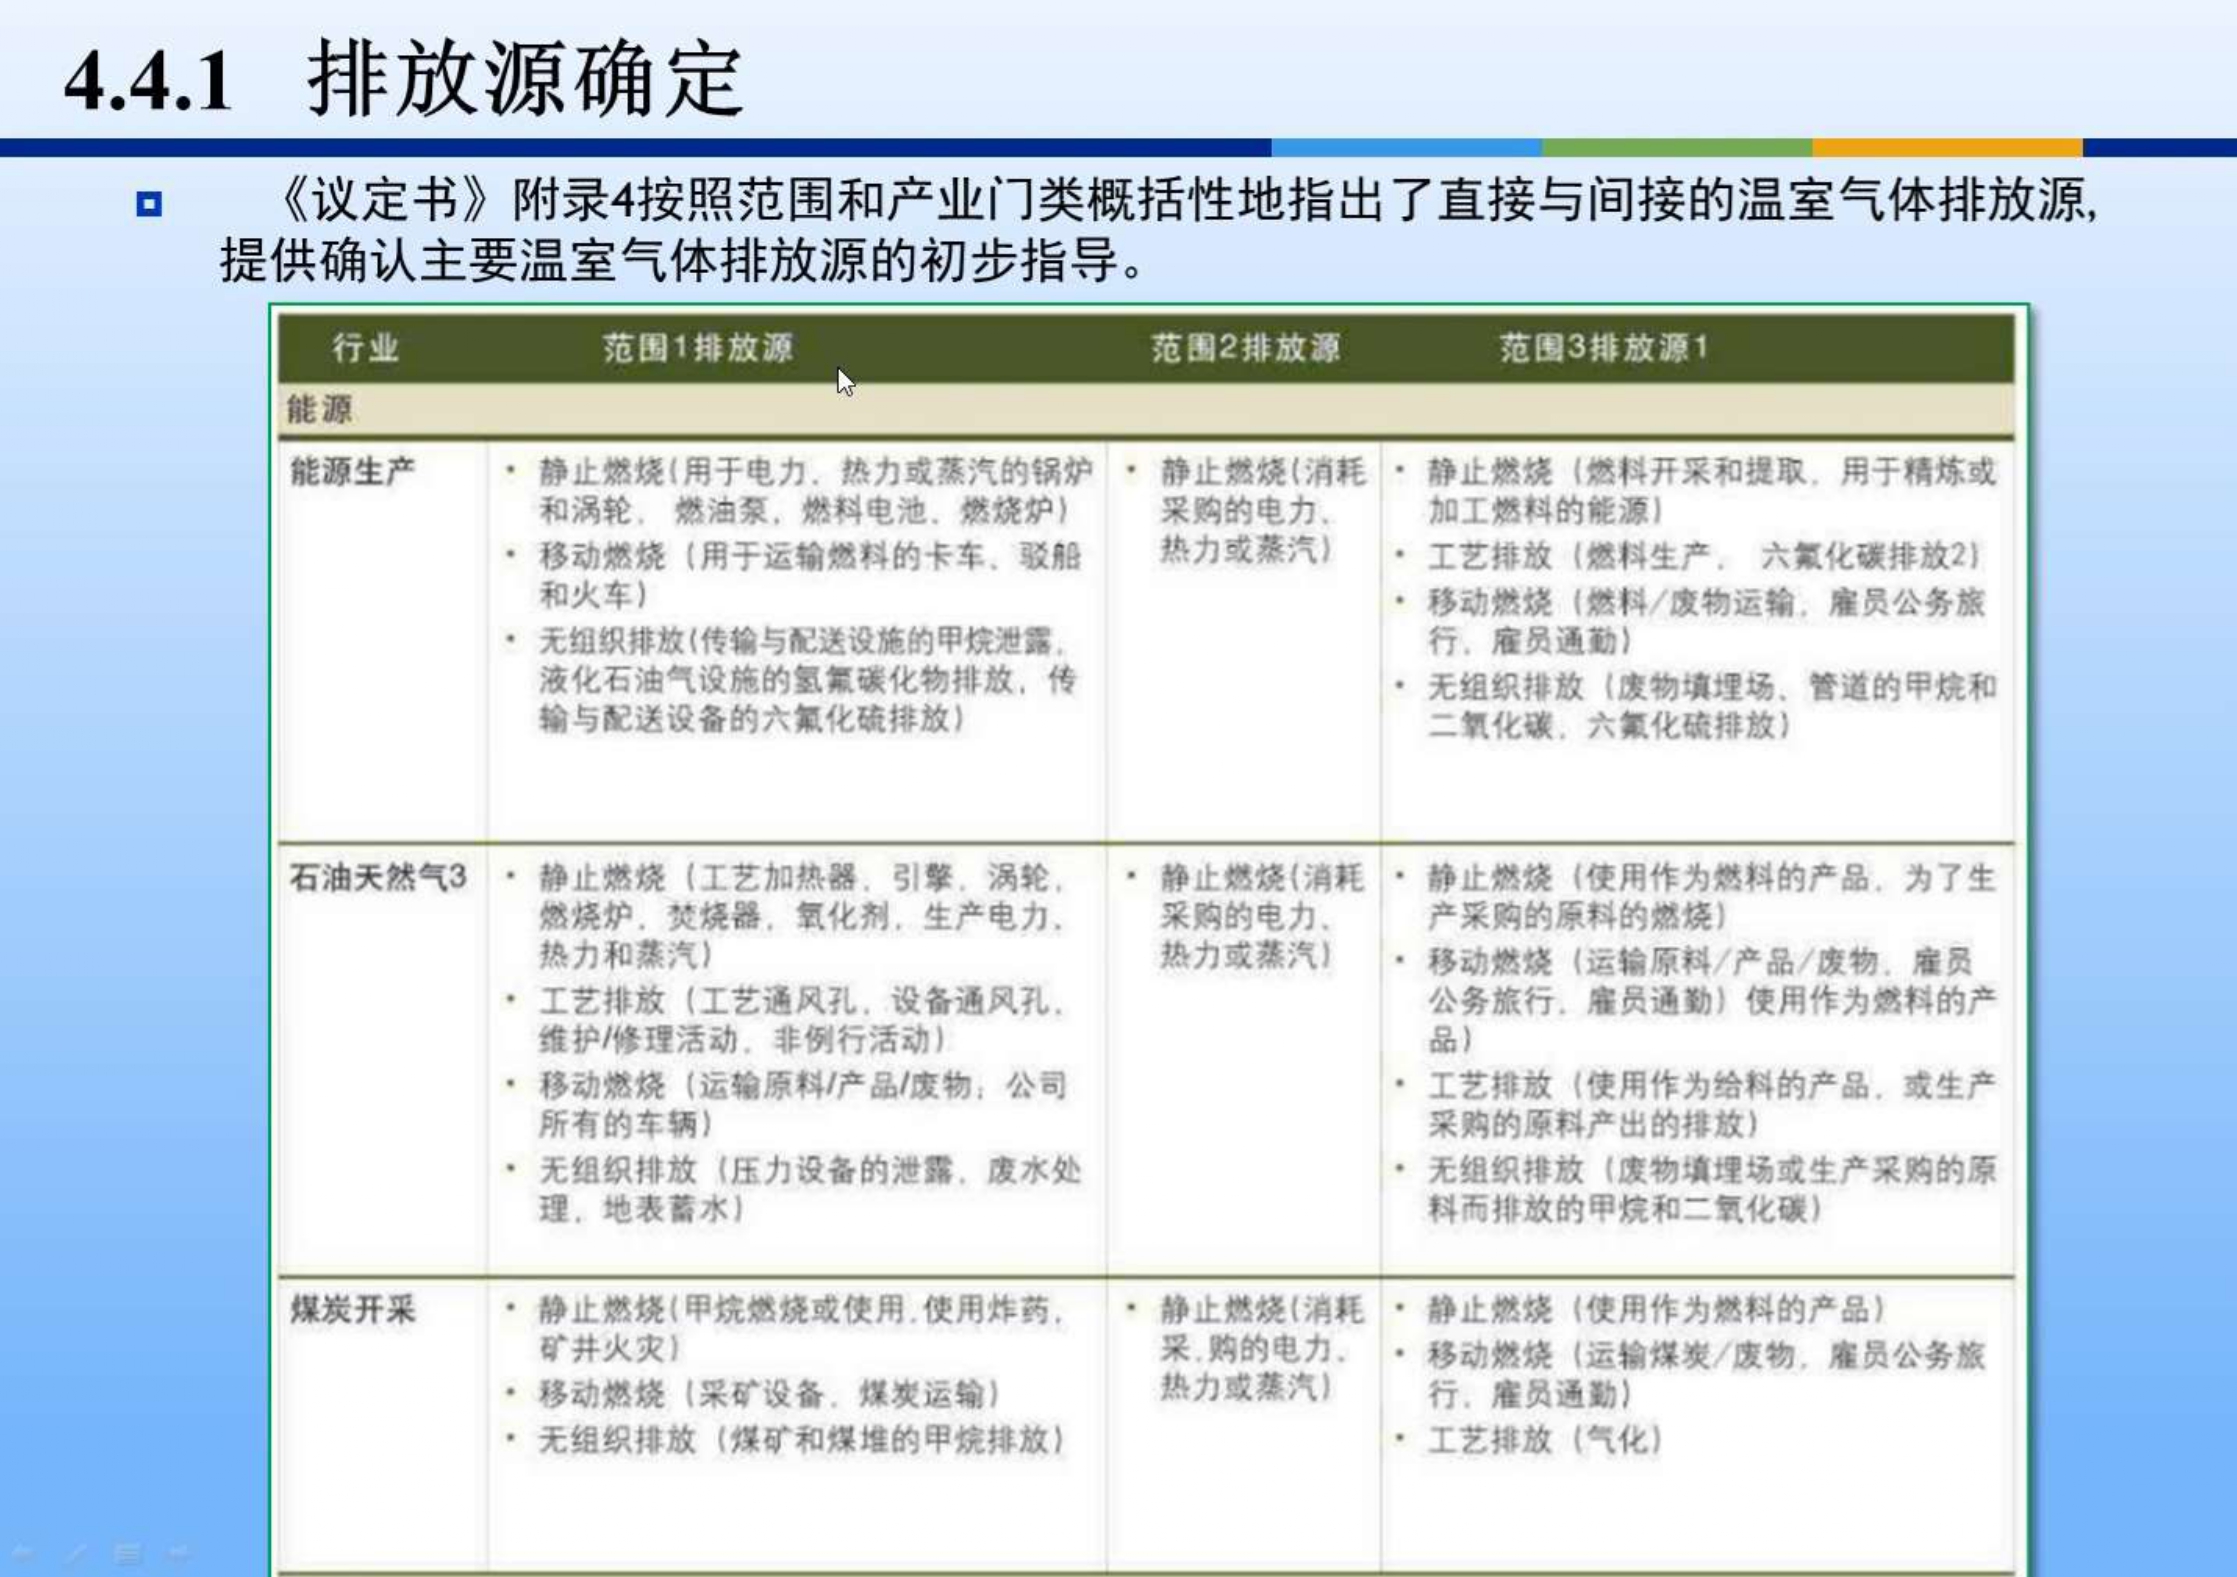 4.4.1 排放源确定
《议定书》附录4按照范围和产业门类概括性地指出了直接与间接的温室气体排放源,
提供确认主要温室气体排放源的初步指导。
行业 范围1排放源 范围2排放源 范围3排放源1
能源
能源生产
• 静止燃烧(用于电力、热力或蒸汽的锅炉
和涡轮、 燃油泵、燃料电池、燃烧炉)
• 移动燃烧（用于运输燃料的卡车、驳船
和火车)
• 无组织排放(传输与配送设施的甲烷泄露、
液化石油气设施的氢氟碳化物排放、传
输与配送设备的六氟化硫排放)
• 静止燃烧(消耗
采购的电力、
热力或蒸汽)
• 静止燃烧（燃料开采和提取、用于精炼或
加工燃料的能源)
• 工艺排放（燃料生产、 六氟化碳排放2)
• 移动燃烧（燃料/废物运输、雇员公务旅
行、雇员通勤)
• 无组织排放（废物填埋场、管道的甲烷和
二氧化碳、六氟化硫排放)
石油天然气3
• 静止燃烧（工艺加热器、引擎、涡轮、
燃烧炉、焚烧器、氧化剂、生产电力、
热力和蒸汽)
• 工艺排放（工艺通风孔、设备通风孔、
维护/修理活动、非例行活动)
• 移动燃烧（运输原料/产品/废物；公司
所有的车辆)
• 无组织排放（压力设备的泄露、废水处
理、地表蓄水)
• 静止燃烧(消耗
采购的电力、
热力或蒸汽)
• 静止燃烧（使用作为燃料的产品、为了生
产采购的原料的燃烧)
• 移动燃烧（运输原料/产品/废物、雇员
公务旅行、雇员通勤）使用作为燃料的产
品)
• 工艺排放（使用作为给料的产品、或生产
采购的原料产出的排放)
• 无组织排放（废物填埋场或生产采购的原
料而排放的甲烷和二氧化碳)
煤炭开采
• 静止燃烧(甲烷燃烧或使用,使用炸药、
矿井火灾)
• 移动燃烧（采矿设备、煤炭运输)
• 无组织排放（煤矿和煤堆的甲烷排放)
• 静止燃烧(消耗
采,购的电力、
热力或蒸汽)
• 静止燃烧（使用作为燃料的产品)
• 移动燃烧（运输煤炭/废物、雇员公务旅
行、雇员通勤)
• 工艺排放（气化)